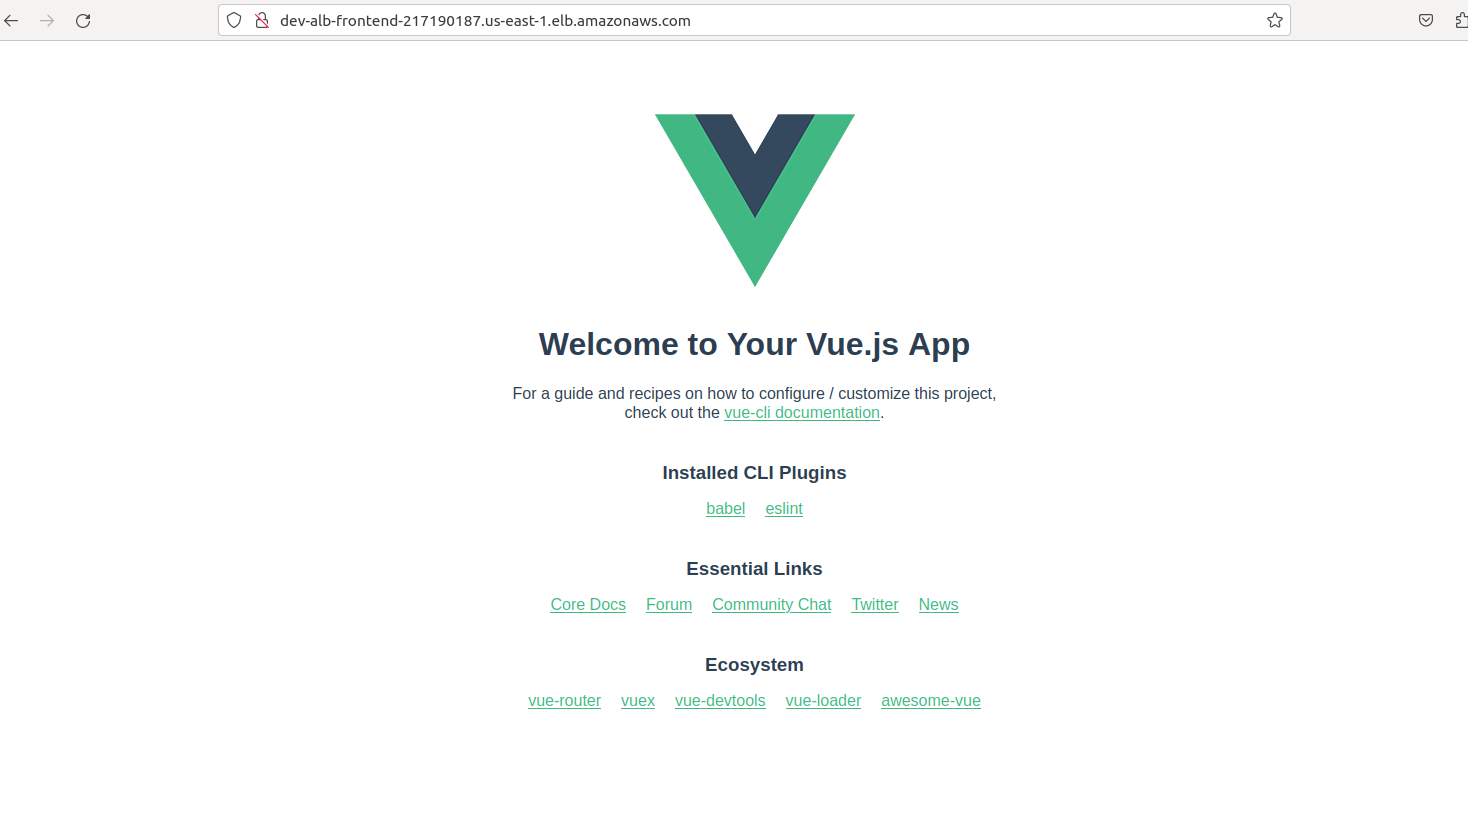 dev-alb-frontend-217190187.us-east-1.elb.amazonaws.com
Welcome to Your Vue.js App
For a guide and recipes on how to configure / customize this project,
check out the vue-cli documentation.
Installed CLI Plugins
babel eslint
Essential Links
Core Docs Forum Community Chat Twitter News
Ecosystem
vue-router vuex vue-devtools vue-loader awesome-vue